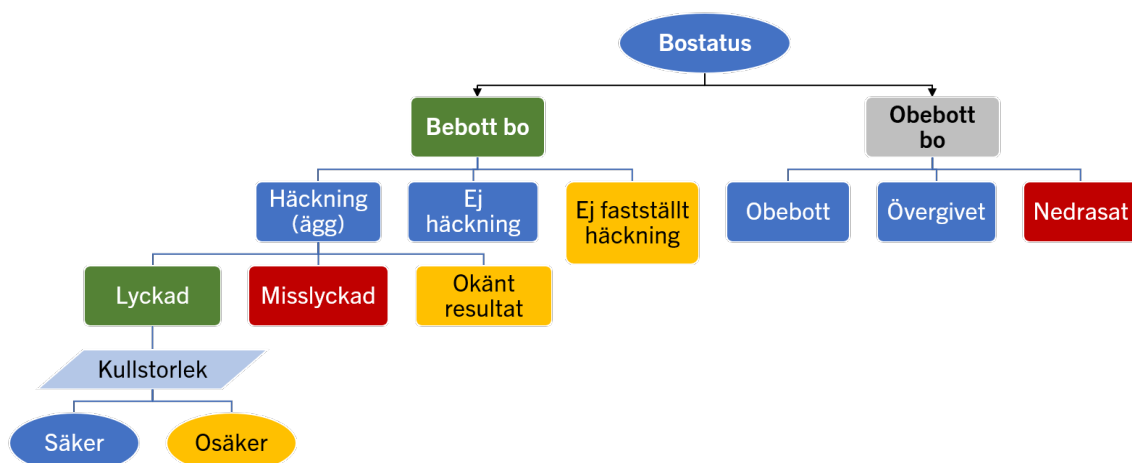 Bostatus
Bebott bo
Obebott
bo
Häckning
(ägg)
Ej
häckning
Ej fastställt
häckning
Obebott
Övergivet
Nedrasat
Lyckad
Misslyckad
Okänt
resultat
Kullstorlek
Säker
Osäker